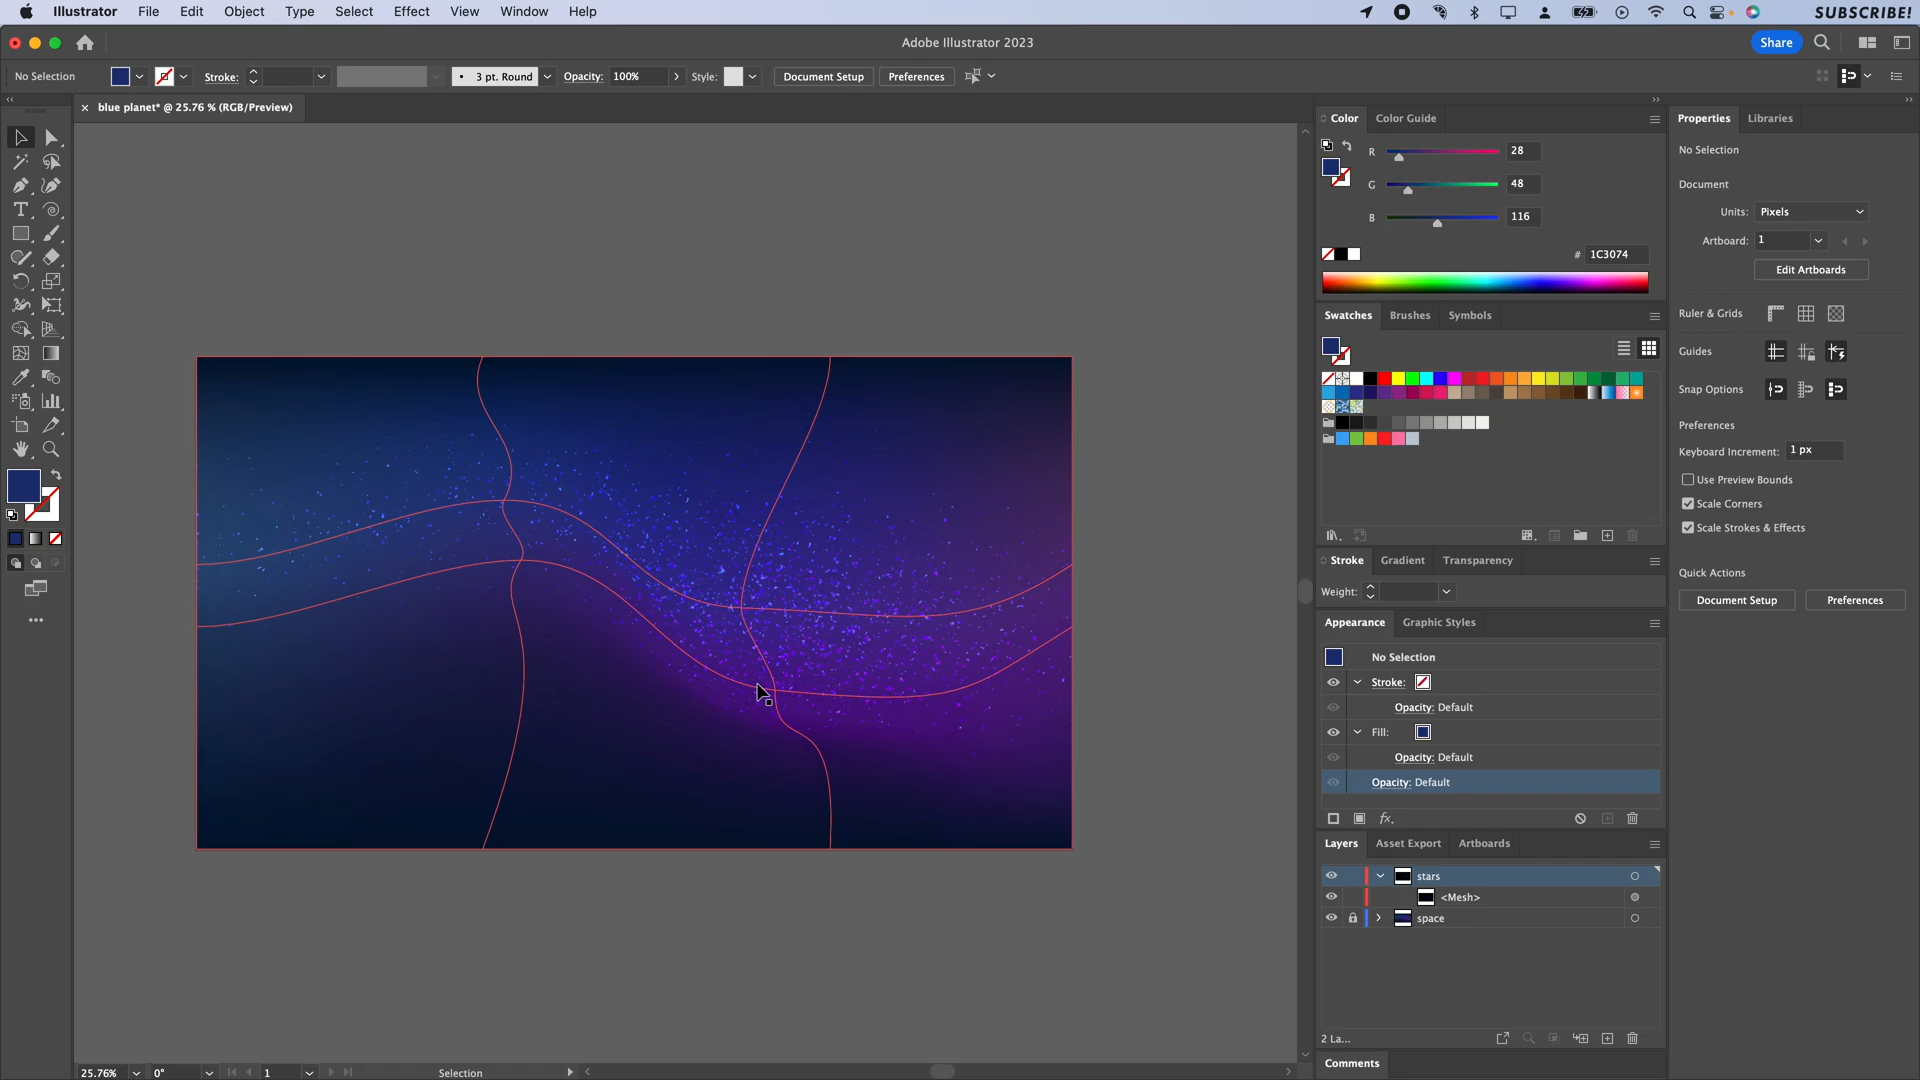 Illustrator File Edit Object Type Select Effect View Window Help SUBSCRIBE!
Adobe Illustrator 2023
Share
No Selection Stroke: 3 pt. Round Opacity: 100% Style: Document Setup Preferences
blue planet* @ 25.76 % (RGB/Preview)
Color Color Guide
R 28
G 48
B 116
# 1C3074
Swatches Brushes Symbols
Stroke Gradient Transparency
Weight:
Appearance Graphic Styles
No Selection
Stroke:
Opacity: Default
Fill:
Opacity: Default
Opacity: Default
fx.
Layers Asset Export Artboards
stars
<Mesh>
space
2 La...
Comments
Properties Libraries
No Selection
Document
Units: Pixels
Artboard: 1
Edit Artboards
Ruler & Grids
Guides
Snap Options
Preferences
Keyboard Increment: 1 px
Use Preview Bounds
Scale Corners
Scale Strokes & Effects
Quick Actions
Document Setup Preferences
25.76% 0° 1 Selection